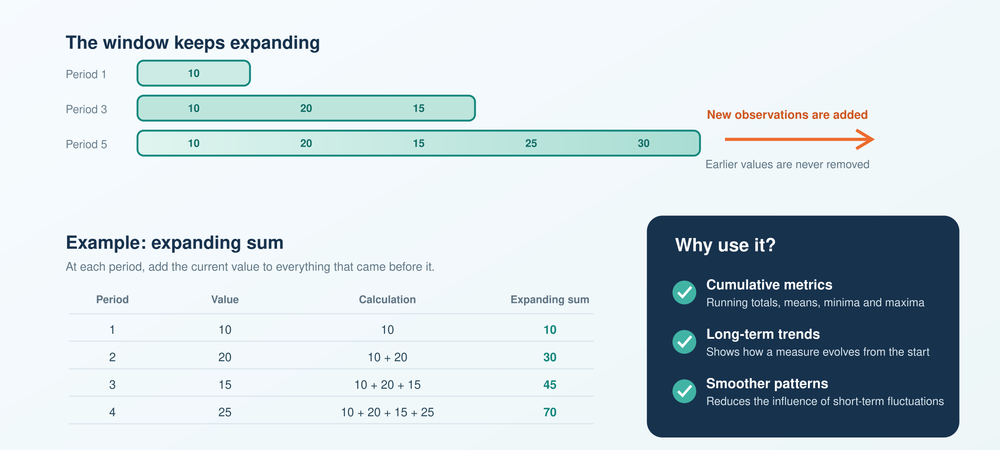 The window keeps expanding
Period 1 10
Period 3 10 20 15
New observations are added
Period 5 10 20 15 25 30
Earlier values are never removed
Example: expanding sum
At each period, add the current value to everything that came before it.
Period Value Calculation Expanding sum
1 10 10 10
2 20 10 + 20 30
3 15 10 + 20 + 15 45
4 25 10 + 20 + 15 + 25 70
Why use it?
Cumulative metrics
Running totals, means, minima and maxima
Long-term trends
Shows how a measure evolves from the start
Smoother patterns
Reduces the influence of short-term fluctuations